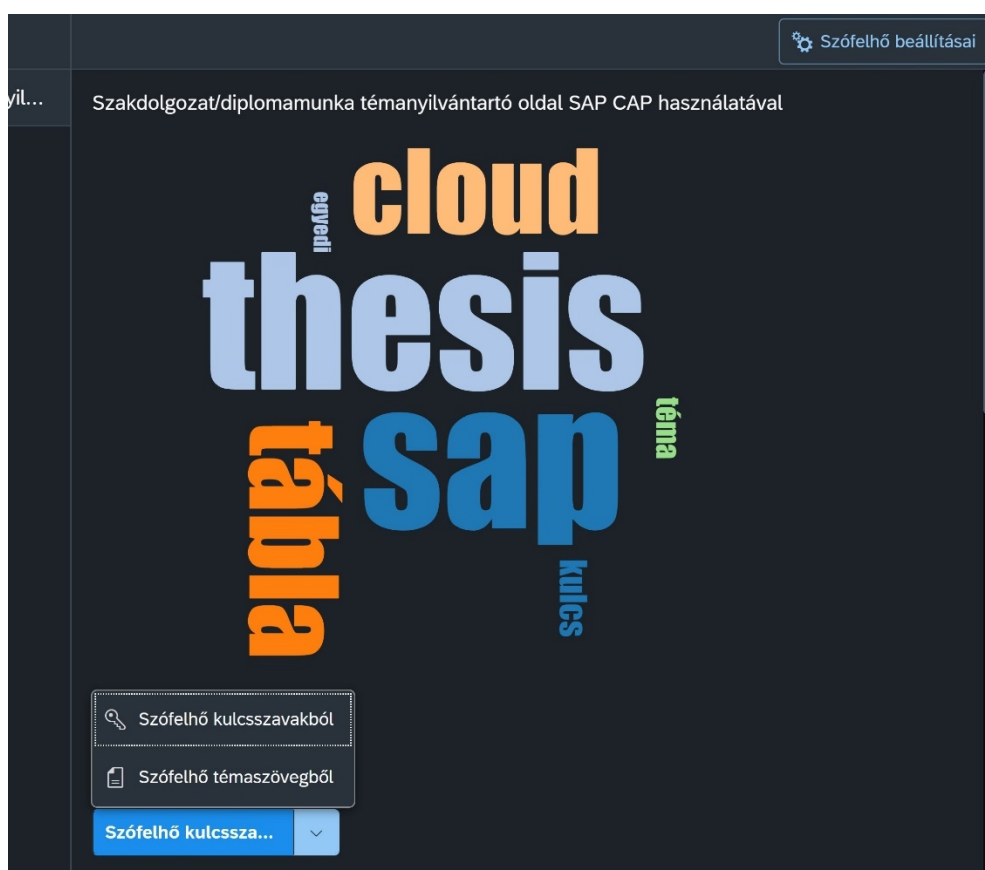 Szófelhő beállításai
yil...
Szakdolgozat/diplomamunka témanyilvántartó oldal SAP CAP használatával
cloud
egyedi
thesis
téma
sap
tábla
kulcs
Szófelhő kulcsszavakból
Szófelhő témaszövegből
Szófelhő kulcssza...